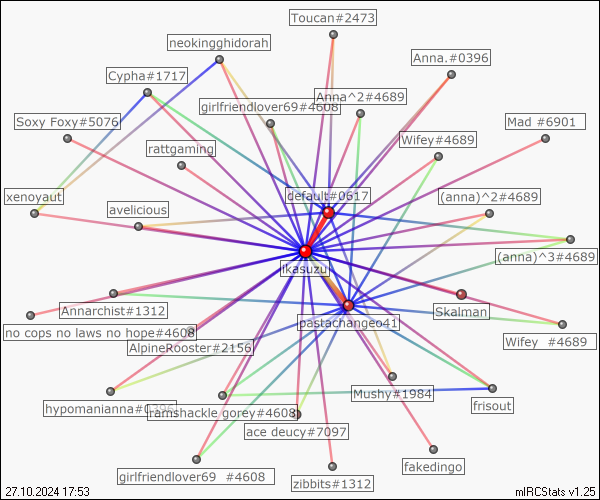 Toucan#2473
neokingghidorah
Anna.#0396
Cypha#1717
Anna^2#4689
girlfriendlover69#4608
Soxy Foxy#5076
Mad #6901
Wifey#4689
rattgaming
default#0617
xenoyaut
(anna)^2#4689
avelicious
(anna)^3#4689
ikasuzu
Annarchist#1312
Skalman
pastachangeo41
no cops no laws no hope#4608
Wifey #4689
AlpineRooster#2156
Mushy#1984
hypomanianna#0396
ramshackle gorey#4608
frisout
ace deucy#7097
fakedingo
girlfriendlover69 #4608
zibbits#1312
27.10.2024 17:53
mIRCStats v1.25